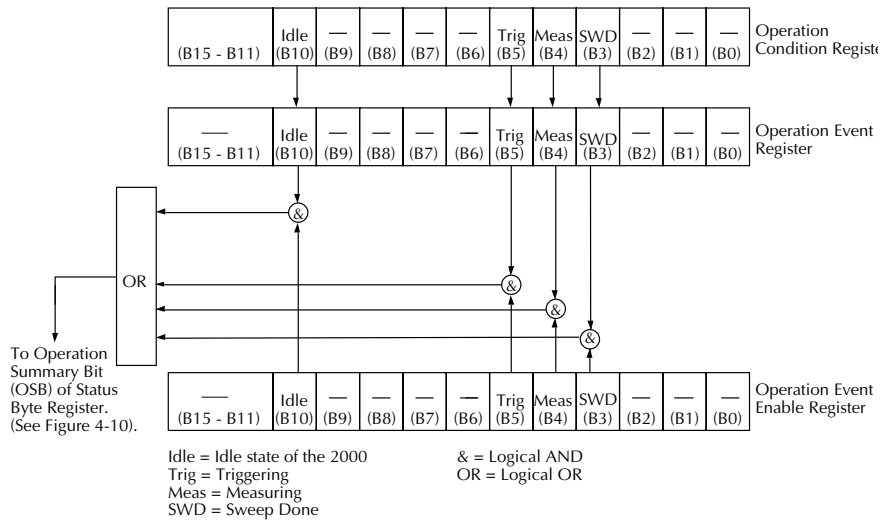 Idle — — — — Trig Meas SWD — — —
(B15 - B11) (B10) (B9) (B8) (B7) (B6) (B5) (B4) (B3) (B2) (B1) (B0)
Operation
Condition Registe
— Idle — — — — Trig Meas SWD — — —
(B15 - B11) (B10) (B9) (B8) (B7) (B6) (B5) (B4) (B3) (B2) (B1) (B0)
Operation Event
Register
&
OR
&
&
&
To Operation
Summary Bit
(OSB) of Status
Byte Register.
(See Figure 4-10).
— Idle — — — — Trig Meas SWD — — —
(B15 - B11) (B10) (B9) (B8) (B7) (B6) (B5) (B4) (B3) (B2) (B1) (B0)
Operation Event
Enable Register
Idle = Idle state of the 2000
Trig = Triggering
Meas = Measuring
SWD = Sweep Done
& = Logical AND
OR = Logical OR